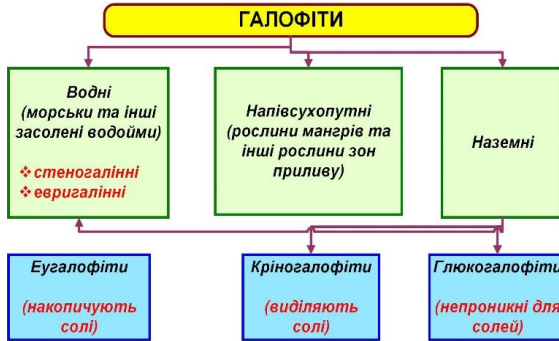 ГАЛОФІТИ
Водні
(морськи та інші
засолені водойми)
❖стеногалінні
❖евригалінні
Напівсухопутні
(рослини мангрів та
інші рослини зон
приливу)
Наземні
Еугалофіти
(накопичують
солі)
Кріногалофіти
(виділяють
солі)
Глюкогалофіти
(непроникні для
солей)